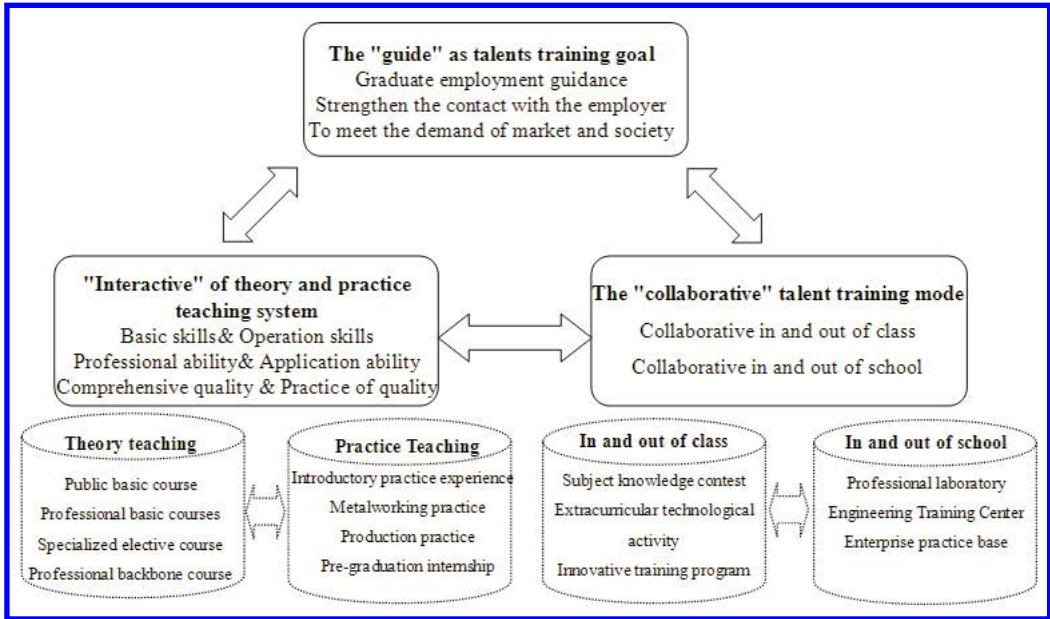 The "guide" as talents training goal
Graduate employment guidance
Strengthen the contact with the employer
To meet the demand of market and society
"Interactive" of theory and practice
teaching system
Basic skills& Operation skills
Professional ability& Application ability
Comprehensive quality & Practice of quality
The "collaborative" talent training mode
Collaborative in and out of class
Collaborative in and out of school
Theory teaching
Public basic course
Professional basic courses
Specialized elective course
Professional backbone course
Practice Teaching
Introductory practice experience
Metalworking practice
Production practice
Pre-graduation internship
In and out of class
Subject knowledge contest
Extracurricular technological
activity
Innovative training program
In and out of school
Professional laboratory
Engineering Training Center
Enterprise practice base